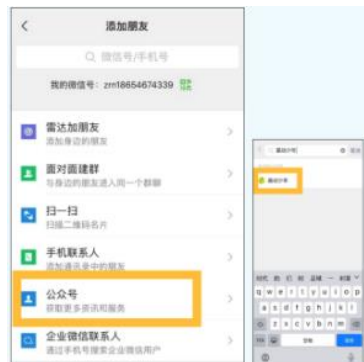 添加朋友
微信号/手机号
我的微信号：zrn18654674339
雷达加朋友
添加身边的朋友
面对面建群
与身边的朋友进入同一个群聊
扫一扫
扫描二维码名片
手机联系人
添加通讯录中的朋友
公众号
获取更多资讯和服务
企业微信联系人
通过手机号搜索企业微信用户
q w e r t y u i o p
a s d f g h j k l
z x c v b n m